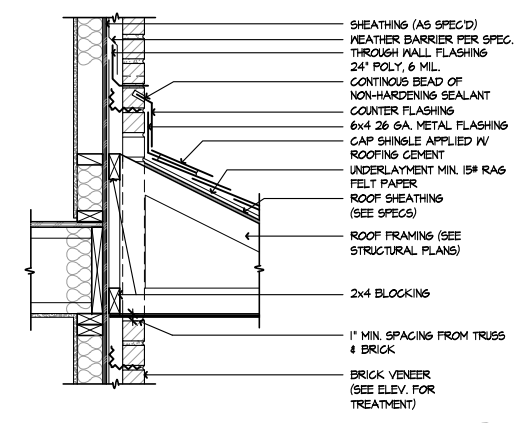 SHEATHING (AS SPEC'D)
WEATHER BARRIER PER SPEC.
THROUGH WALL FLASHING
24" POLY, 6 MIL.
CONTINOUS BEAD OF
NON-HARDENING SEALANT
COUNTER FLASHING
6x4 26 GA. METAL FLASHING
CAP SHINGLE APPLIED W/
ROOFING CEMENT
UNDERLAYMENT MIN. 15# RAG
FELT PAPER
ROOF SHEATHING
(SEE SPECS)
ROOF FRAMING (SEE
STRUCTURAL PLANS)
2x4 BLOCKING
1" MIN. SPACING FROM TRUSS
& BRICK
BRICK VENEER
(SEE ELEV. FOR
TREATMENT)